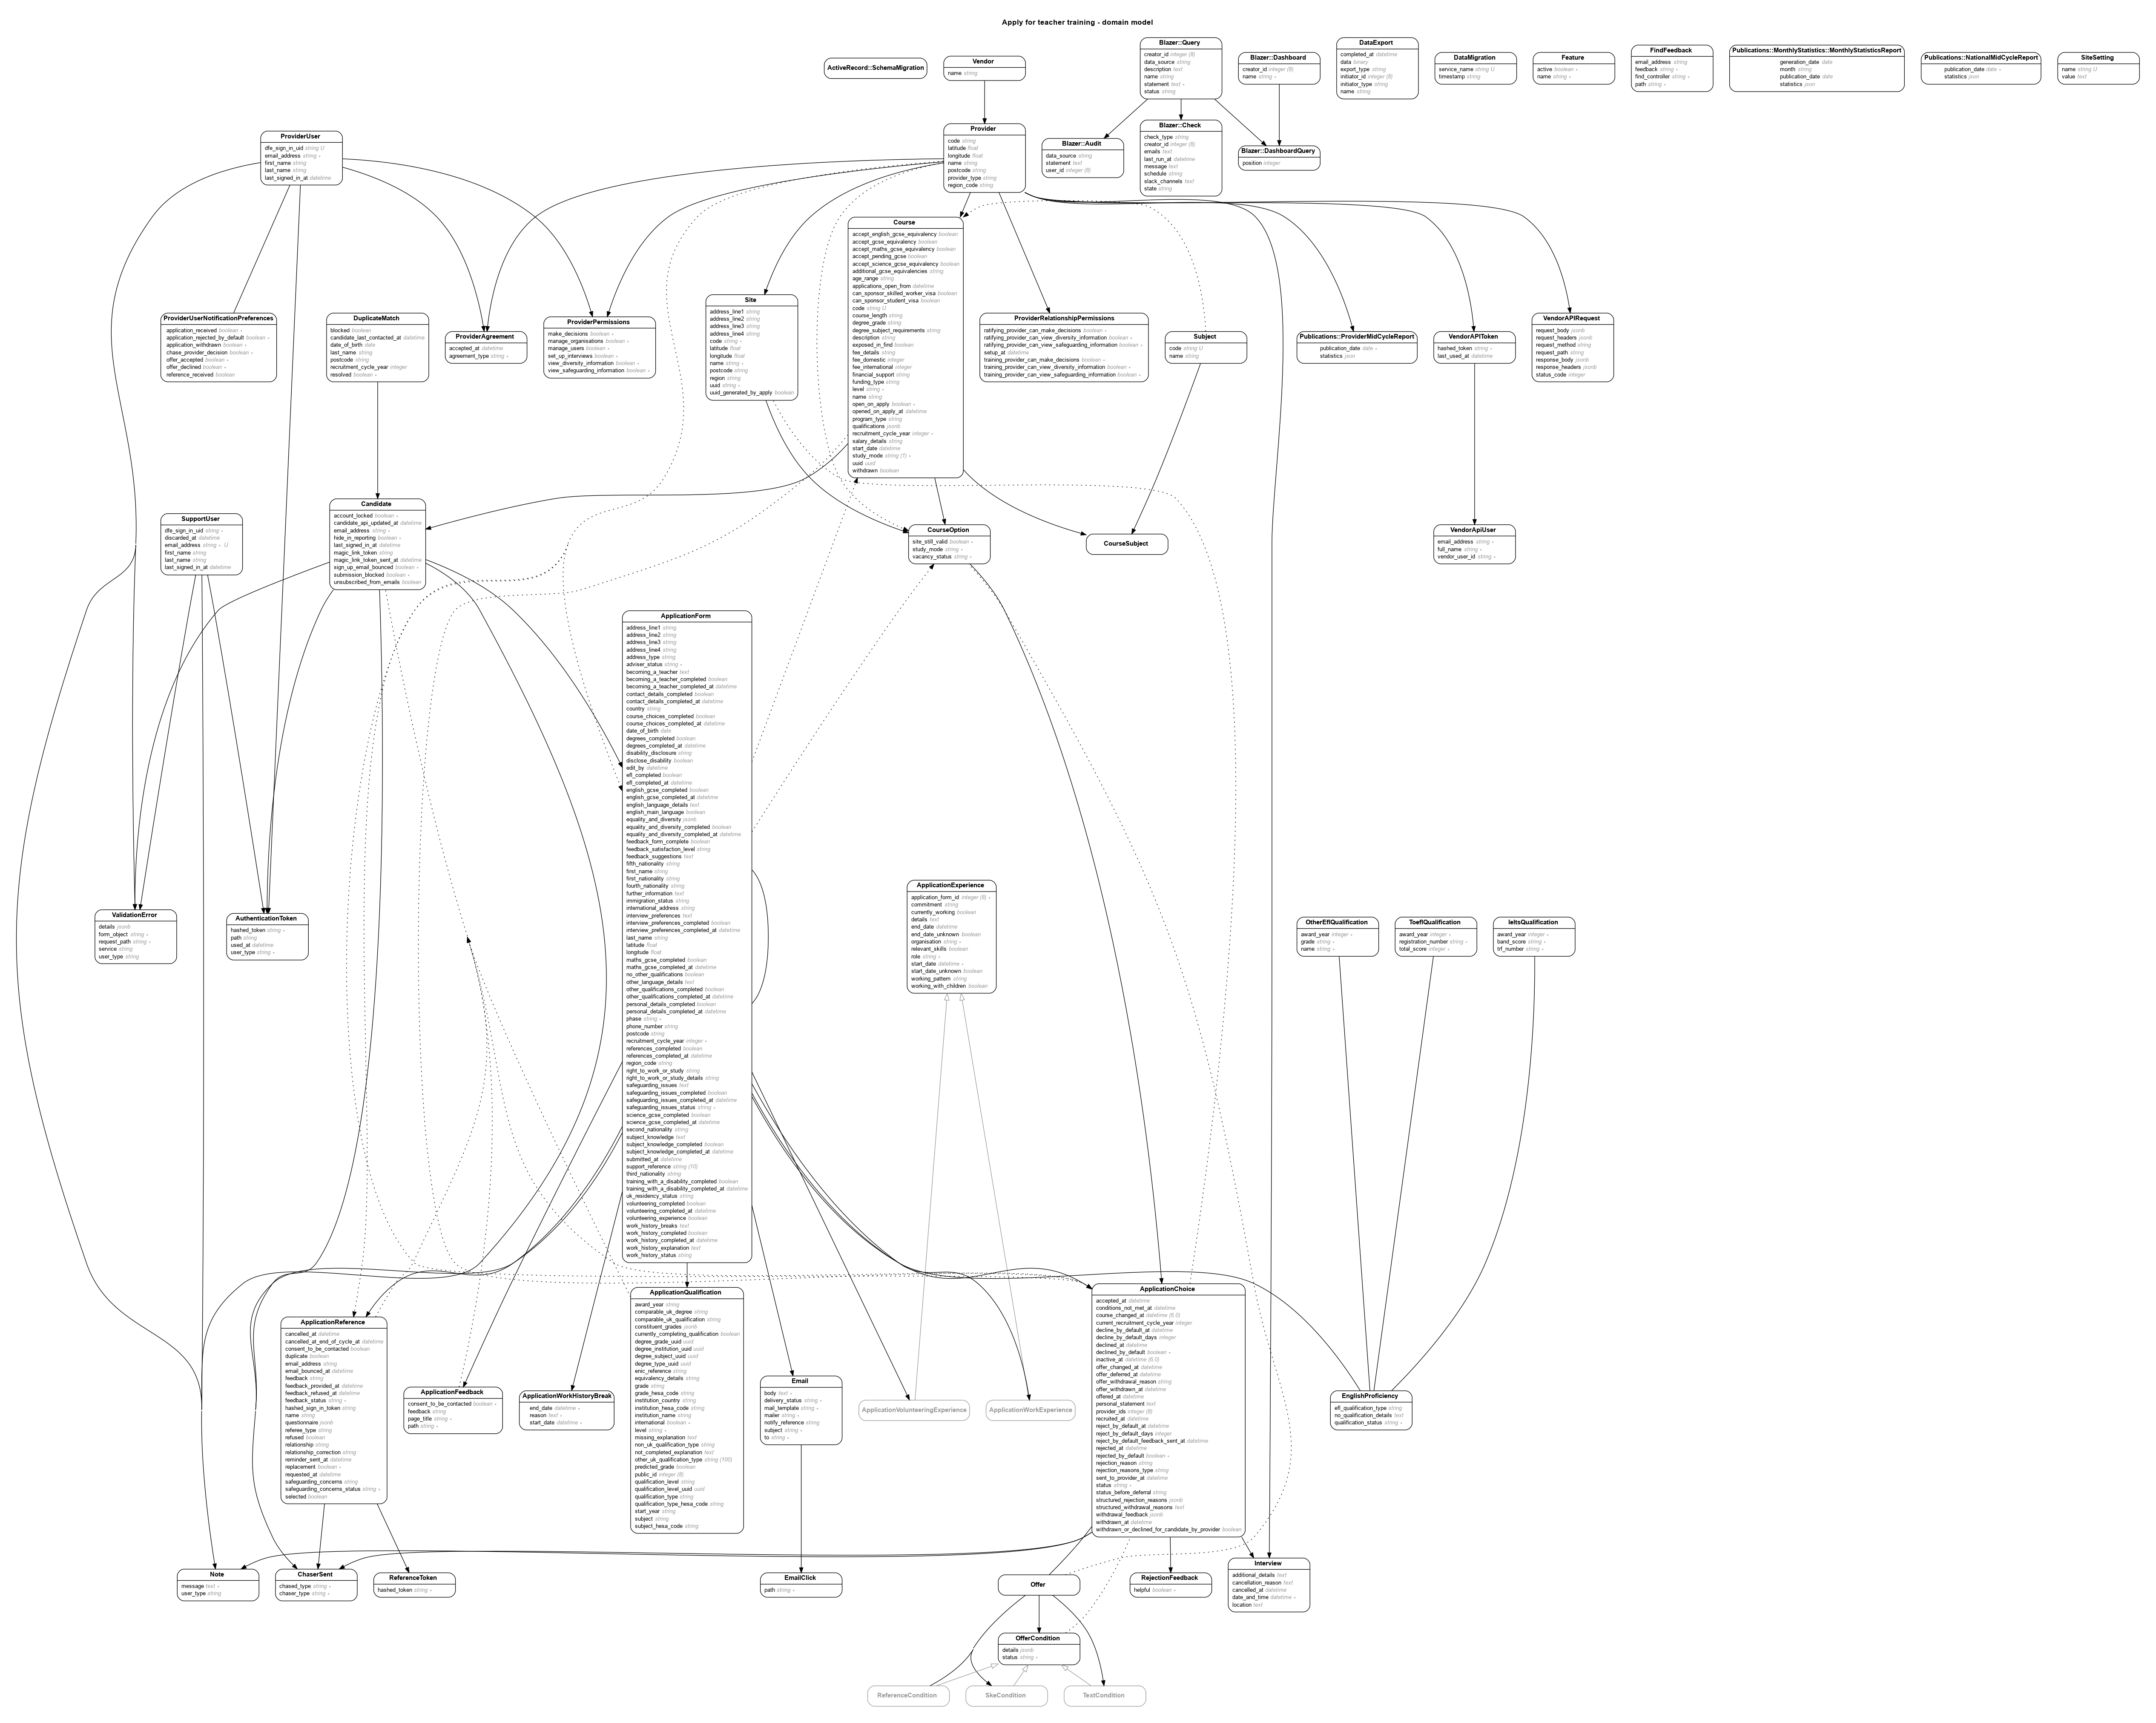 Apply for teacher training - domain model
ActiveRecord::SchemaMigration
Vendor
name string
Blazer::Query
creator_id integer (8)
data_source string
description text
name string
statement text ∗
status string
Blazer::Dashboard
creator_id integer (8)
name string ∗
DataExport
completed_at datetime
data binary
export_type string
initiator_id integer (8)
initiator_type string
name string
DataMigration
service_name string U
timestamp string
Feature
active boolean ∗
name string ∗
FindFeedback
email_address string
feedback string ∗
find_controller string ∗
path string ∗
Publications::MonthlyStatistics::MonthlyStatisticsReport
generation_date date
month string
publication_date date
statistics json
Publications::NationalMidCycleReport
publication_date date ∗
statistics json
SiteSetting
name string U
value text
ProviderUser
dfe_sign_in_uid string U
email_address string ∗
first_name string
last_name string
last_signed_in_at datetime
Provider
code string
latitude float
longitude float
name string
postcode string
provider_type string
region_code string
Blazer::Audit
data_source string
statement text
user_id integer (8)
Blazer::Check
check_type string
creator_id integer (8)
emails text
last_run_at datetime
message text
schedule string
slack_channels text
state string
Blazer::DashboardQuery
position integer
Course
accept_english_gcse_equivalency boolean
accept_gcse_equivalency boolean
accept_maths_gcse_equivalency boolean
accept_pending_gcse boolean
accept_science_gcse_equivalency boolean
additional_gcse_equivalencies string
age_range string
applications_open_from datetime
can_sponsor_skilled_worker_visa boolean
can_sponsor_student_visa boolean
code string U
course_length string
degree_grade string
degree_subject_requirements string
description string
exposed_in_find boolean
fee_details string
fee_domestic integer
fee_international integer
financial_support string
funding_type string
level string ∗
name string
open_on_apply boolean ∗
opened_on_apply_at datetime
program_type string
qualifications jsonb
recruitment_cycle_year integer ∗
salary_details string
start_date datetime
study_mode string (1) ∗
uuid uuid
withdrawn boolean
ProviderUserNotificationPreferences
application_received boolean ∗
application_rejected_by_default boolean ∗
application_withdrawn boolean ∗
chase_provider_decision boolean ∗
offer_accepted boolean ∗
offer_declined boolean ∗
reference_received boolean
DuplicateMatch
blocked boolean
candidate_last_contacted_at datetime
date_of_birth date
last_name string
postcode string
recruitment_cycle_year integer
resolved boolean ∗
ProviderAgreement
accepted_at datetime
agreement_type string ∗
ProviderPermissions
make_decisions boolean ∗
manage_organisations boolean ∗
manage_users boolean ∗
set_up_interviews boolean ∗
view_diversity_information boolean ∗
view_safeguarding_information boolean ∗
Site
address_line1 string
address_line2 string
address_line3 string
address_line4 string
code string ∗
latitude float
longitude float
name string ∗
postcode string
region string
uuid string ∗
uuid_generated_by_apply boolean
ProviderRelationshipPermissions
ratifying_provider_can_make_decisions boolean ∗
ratifying_provider_can_view_diversity_information boolean ∗
ratifying_provider_can_view_safeguarding_information boolean ∗
setup_at datetime
training_provider_can_make_decisions boolean ∗
training_provider_can_view_diversity_information boolean ∗
training_provider_can_view_safeguarding_information boolean ∗
Subject
code string U
name string
Publications::ProviderMidCycleReport
publication_date date ∗
statistics json
VendorAPIToken
hashed_token string ∗
last_used_at datetime
VendorAPIRequest
request_body jsonb
request_headers jsonb
request_method string
request_path string
response_body jsonb
response_headers jsonb
status_code integer
SupportUser
dfe_sign_in_uid string ∗
discarded_at datetime
email_address string ∗ U
first_name string
last_name string
last_signed_in_at datetime
Candidate
account_locked boolean ∗
candidate_api_updated_at datetime
email_address string ∗
hide_in_reporting boolean ∗
last_signed_in_at datetime
magic_link_token string
magic_link_token_sent_at datetime
sign_up_email_bounced boolean ∗
submission_blocked boolean ∗
unsubscribed_from_emails boolean
CourseOption
site_still_valid boolean ∗
study_mode string ∗
vacancy_status string ∗
CourseSubject
VendorApiUser
email_address string ∗
full_name string ∗
vendor_user_id string ∗
ApplicationForm
address_line1 string
address_line2 string
address_line3 string
address_line4 string
address_type string
adviser_status string ∗
becoming_a_teacher text
becoming_a_teacher_completed boolean
becoming_a_teacher_completed_at datetime
contact_details_completed boolean
contact_details_completed_at datetime
country string
course_choices_completed boolean
course_choices_completed_at datetime
date_of_birth date
degrees_completed boolean
degrees_completed_at datetime
disability_disclosure string
disclose_disability boolean
edit_by datetime
efl_completed boolean
efl_completed_at datetime
english_gcse_completed boolean
english_gcse_completed_at datetime
english_language_details text
english_main_language boolean
equality_and_diversity jsonb
equality_and_diversity_completed boolean
equality_and_diversity_completed_at datetime
feedback_form_complete boolean
feedback_satisfaction_level string
feedback_suggestions text
fifth_nationality string
first_name string
first_nationality string
fourth_nationality string
further_information text
immigration_status string
international_address string
interview_preferences text
interview_preferences_completed boolean
interview_preferences_completed_at datetime
last_name string
latitude float
longitude float
maths_gcse_completed boolean
maths_gcse_completed_at datetime
no_other_qualifications boolean
other_language_details text
other_qualifications_completed boolean
other_qualifications_completed_at datetime
personal_details_completed boolean
personal_details_completed_at datetime
phase string ∗
phone_number string
postcode string
recruitment_cycle_year integer ∗
references_completed boolean
references_completed_at datetime
region_code string
right_to_work_or_study string
right_to_work_or_study_details string
safeguarding_issues text
safeguarding_issues_completed boolean
safeguarding_issues_completed_at datetime
safeguarding_issues_status string ∗
science_gcse_completed boolean
science_gcse_completed_at datetime
second_nationality string
subject_knowledge text
subject_knowledge_completed boolean
subject_knowledge_completed_at datetime
submitted_at datetime
support_reference string (10)
third_nationality string
training_with_a_disability_completed boolean
training_with_a_disability_completed_at datetime
uk_residency_status string
volunteering_completed boolean
volunteering_completed_at datetime
volunteering_experience boolean
work_history_breaks text
work_history_completed boolean
work_history_completed_at datetime
work_history_explanation text
work_history_status string
ApplicationExperience
application_form_id integer (8) ∗
commitment string
currently_working boolean
details text
end_date datetime
end_date_unknown boolean
organisation string ∗
relevant_skills boolean
role string ∗
start_date datetime ∗
start_date_unknown boolean
working_pattern string
working_with_children boolean
ValidationError
details jsonb
form_object string ∗
request_path string ∗
service string
user_type string
AuthenticationToken
hashed_token string ∗
path string
used_at datetime
user_type string ∗
OtherEflQualification
award_year integer ∗
grade string ∗
name string ∗
ToeflQualification
award_year integer ∗
registration_number string ∗
total_score integer ∗
IeltsQualification
award_year integer ∗
band_score string ∗
trf_number string ∗
ApplicationReference
cancelled_at datetime
cancelled_at_end_of_cycle_at datetime
consent_to_be_contacted boolean
duplicate boolean
email_address string
email_bounced_at datetime
feedback string
feedback_provided_at datetime
feedback_refused_at datetime
feedback_status string ∗
hashed_sign_in_token string
name string
questionnaire jsonb
referee_type string
refused boolean
relationship string
relationship_correction string
reminder_sent_at datetime
replacement boolean ∗
requested_at datetime
safeguarding_concerns string
safeguarding_concerns_status string ∗
selected boolean
ApplicationFeedback
consent_to_be_contacted boolean ∗
feedback string
page_title string ∗
path string ∗
ApplicationWorkHistoryBreak
end_date datetime ∗
reason text ∗
start_date datetime ∗
ApplicationQualification
award_year string
comparable_uk_degree string
comparable_uk_qualification string
constituent_grades jsonb
currently_completing_qualification boolean
degree_grade_uuid uuid
degree_institution_uuid uuid
degree_subject_uuid uuid
degree_type_uuid uuid
enic_reference string
equivalency_details string
grade string
grade_hesa_code string
institution_country string
institution_hesa_code string
institution_name string
international boolean ∗
level string ∗
missing_explanation text
non_uk_qualification_type string
not_completed_explanation text
other_uk_qualification_type string (100)
predicted_grade boolean
public_id integer (8)
qualification_level string
qualification_level_uuid uuid
qualification_type string
qualification_type_hesa_code string
start_year string
subject string
subject_hesa_code string
Email
body text ∗
delivery_status string ∗
mail_template string ∗
mailer string ∗
notify_reference string
subject string ∗
to string ∗
ApplicationVolunteeringExperience
ApplicationWorkExperience
ApplicationChoice
accepted_at datetime
conditions_not_met_at datetime
course_changed_at datetime (6,0)
current_recruitment_cycle_year integer
decline_by_default_at datetime
decline_by_default_days integer
declined_at datetime
declined_by_default boolean ∗
inactive_at datetime (6,0)
offer_changed_at datetime
offer_deferred_at datetime
offer_withdrawal_reason string
offer_withdrawn_at datetime
offered_at datetime
personal_statement text
provider_ids integer (8)
recruited_at datetime
reject_by_default_at datetime
reject_by_default_days integer
reject_by_default_feedback_sent_at datetime
rejected_at datetime
rejected_by_default boolean ∗
rejection_reason string
rejection_reasons_type string
sent_to_provider_at datetime
status string ∗
status_before_deferral string
structured_rejection_reasons jsonb
structured_withdrawal_reasons text
withdrawal_feedback jsonb
withdrawn_at datetime
withdrawn_or_declined_for_candidate_by_provider boolean
EnglishProficiency
efl_qualification_type string
no_qualification_details text
qualification_status string ∗
Note
message text ∗
user_type string
ChaserSent
chased_type string ∗
chaser_type string ∗
ReferenceToken
hashed_token string ∗
EmailClick
path string ∗
Offer
RejectionFeedback
helpful boolean ∗
Interview
additional_details text
cancellation_reason text
cancelled_at datetime
date_and_time datetime ∗
location text
OfferCondition
details jsonb
status string ∗
ReferenceCondition
SkeCondition
TextCondition